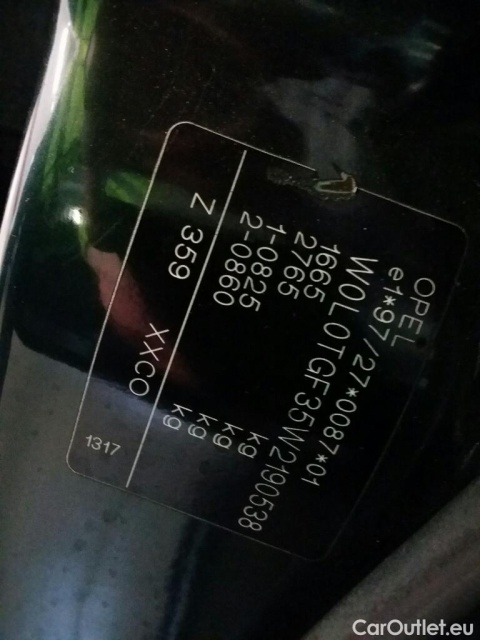 OPEL
e1*97/27*0087*01
W0L0TGF35W2190538
1665 kg
2765 kg
1-0825 kg
2-0860 kg
Z 359 XXCO
1317
CarOutlet.eu